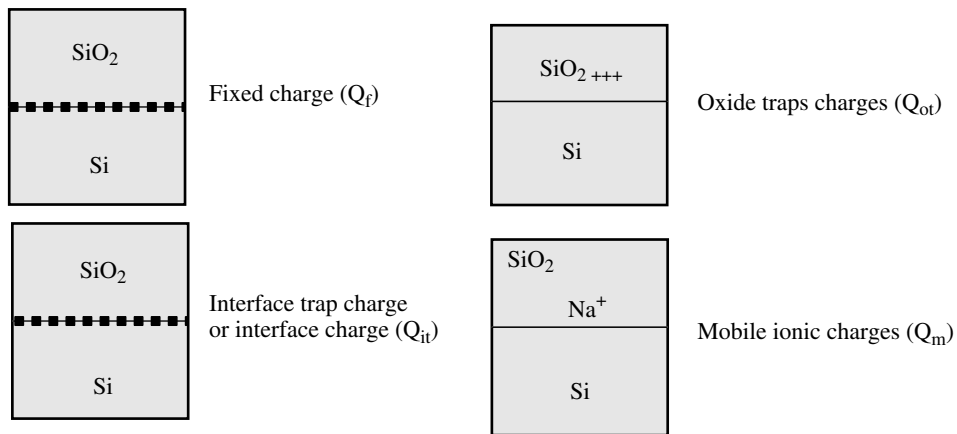 SiO2
Fixed charge (Qf)
Si
SiO2 +++
Oxide traps charges (Qot)
Si
SiO2
Interface trap charge
or interface charge (Qit)
Si
SiO2
Na+
Mobile ionic charges (Qm)
Si